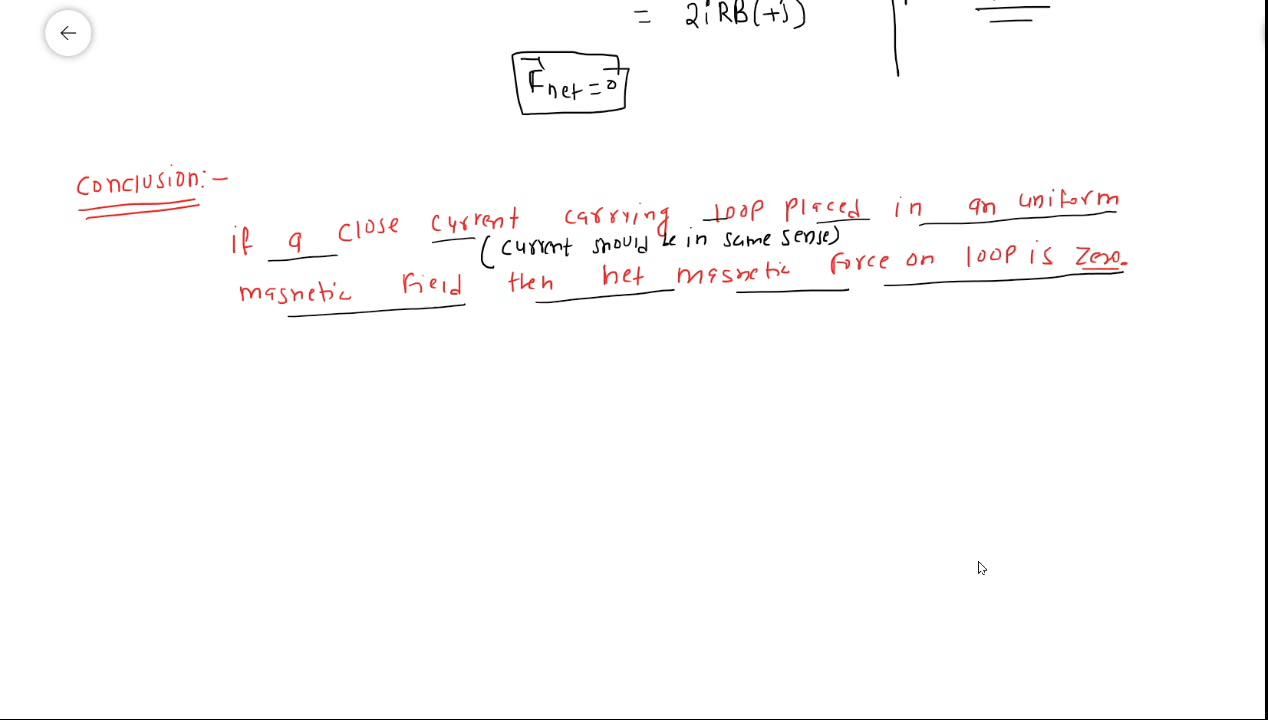 = 2iRB(+ĵ)
F⃗net = 0⃗
Conclusion:-
if a close current carrying loop placed in an uniform
(current should be in same sense)
magnetic field then net magnetic force on loop is zero.